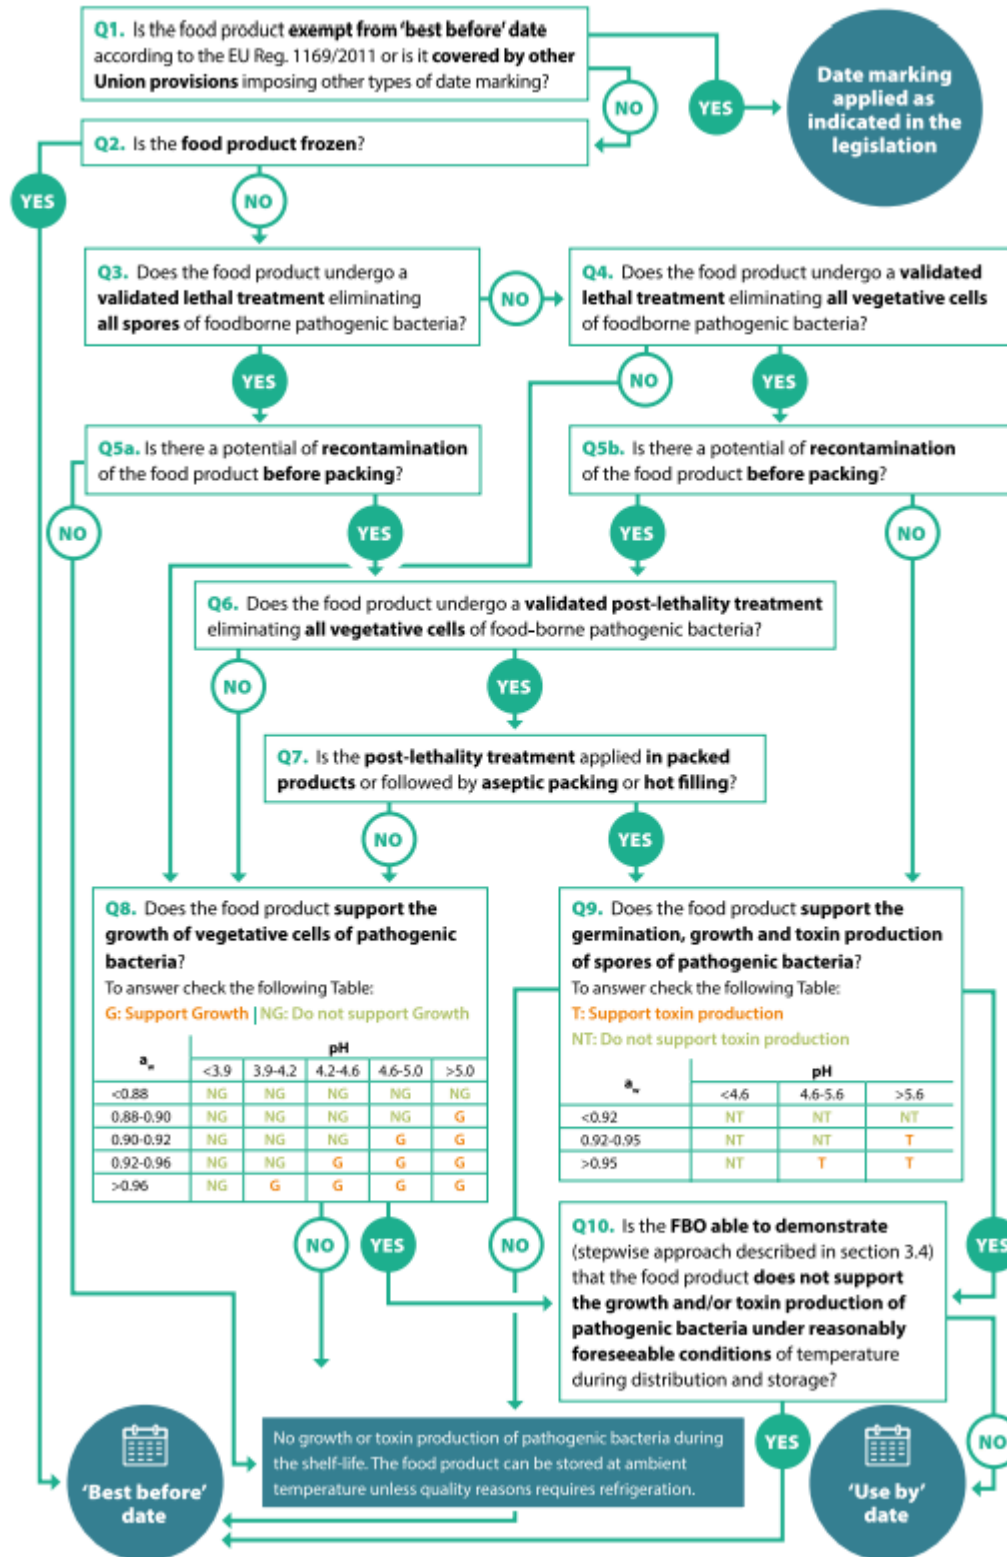 Q1. Is the food product exempt from 'best before' date
according to the EU Reg. 1169/2011 or is it covered by other
Union provisions imposing other types of date marking?
NO
YES
Date marking
applied as
indicated in the
legislation
Q2. Is the food product frozen?
YES
NO
Q3. Does the food product undergo a
validated lethal treatment eliminating
all spores of foodborne pathogenic bacteria?
NO
Q4. Does the food product undergo a validated
lethal treatment eliminating all vegetative cells
of foodborne pathogenic bacteria?
YES
NO
YES
Q5a. Is there a potential of recontamination
of the food product before packing?
Q5b. Is there a potential of recontamination
of the food product before packing?
NO
YES
YES
NO
Q6. Does the food product undergo a validated post-lethality treatment
eliminating all vegetative cells of food-borne pathogenic bacteria?
NO
YES
Q7. Is the post-lethality treatment applied in packed
products or followed by aseptic packing or hot filling?
NO
YES
Q8. Does the food product support the
growth of vegetative cells of pathogenic
bacteria?
To answer check the following Table:
G: Support Growth | NG: Do not support Growth
aw
pH
<3.9 3.9-4.2 4.2-4.6 4.6-5.0 >5.0
<0.88 NG NG NG NG NG
0.88-0.90 NG NG NG NG G
0.90-0.92 NG NG NG G G
0.92-0.96 NG NG G G G
>0.96 NG G G G G
Q9. Does the food product support the
germination, growth and toxin production
of spores of pathogenic bacteria?
To answer check the following Table:
T: Support toxin production
NT: Do not support toxin production
aw
pH
<4.6 4.6-5.6 >5.6
<0.92 NT NT NT
0.92-0.95 NT NT T
>0.95 NT T T
NO
YES
NO
YES
Q10. Is the FBO able to demonstrate
(stepwise approach described in section 3.4)
that the food product does not support
the growth and/or toxin production of
pathogenic bacteria under reasonably
foreseeable conditions of temperature
during distribution and storage?
'Best before'
date
No growth or toxin production of pathogenic bacteria during
the shelf-life. The food product can be stored at ambient
temperature unless quality reasons requires refrigeration.
YES
'Use by'
date
NO